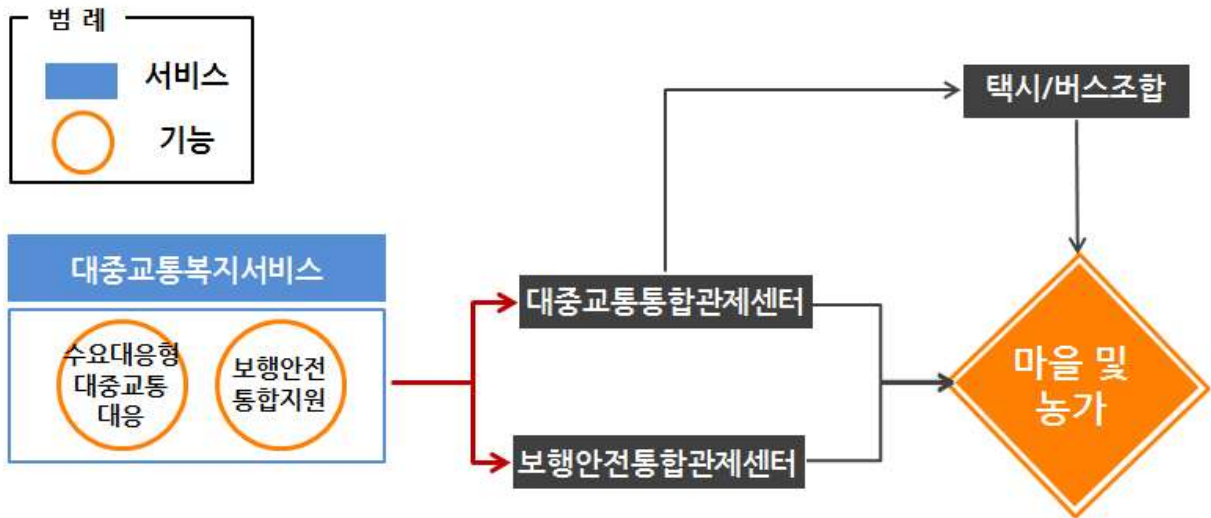 범 례
서비스
기능
택시/버스조합
대중교통복지서비스
대중교통통합관제센터
수요대응형
대중교통
대응
보행안전
통합지원
마을 및
농가
보행안전통합관제센터